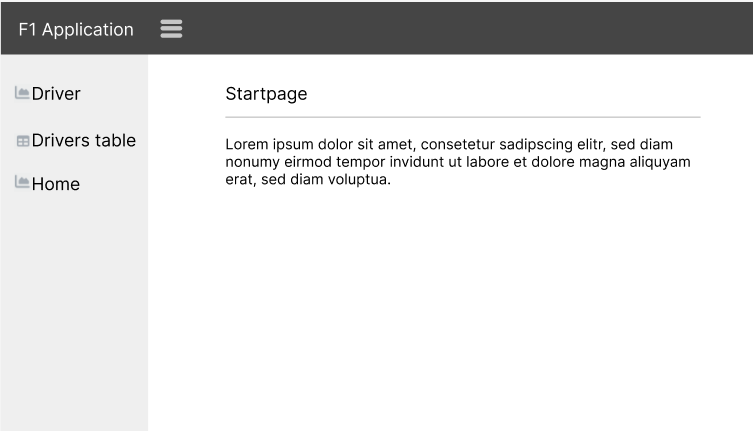 F1 Application
Driver
Drivers table
Home
Startpage
Lorem ipsum dolor sit amet, consetetur sadipscing elitr, sed diam
nonumy eirmod tempor invidunt ut labore et dolore magna aliquyam
erat, sed diam voluptua.